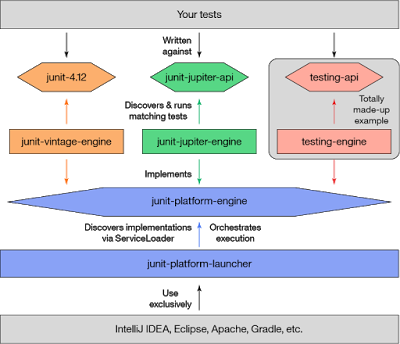 Your tests
Written
against
junit-4.12
junit-jupiter-api
testing-api
Discovers & runs
matching tests
Totally
made-up
example
junit-vintage-engine
junit-jupiter-engine
testing-engine
Implements
junit-platform-engine
Discovers implementations
via ServiceLoader
Orchestrates
execution
junit-platform-launcher
Use
exclusively
IntelliJ IDEA, Eclipse, Apache, Gradle, etc.